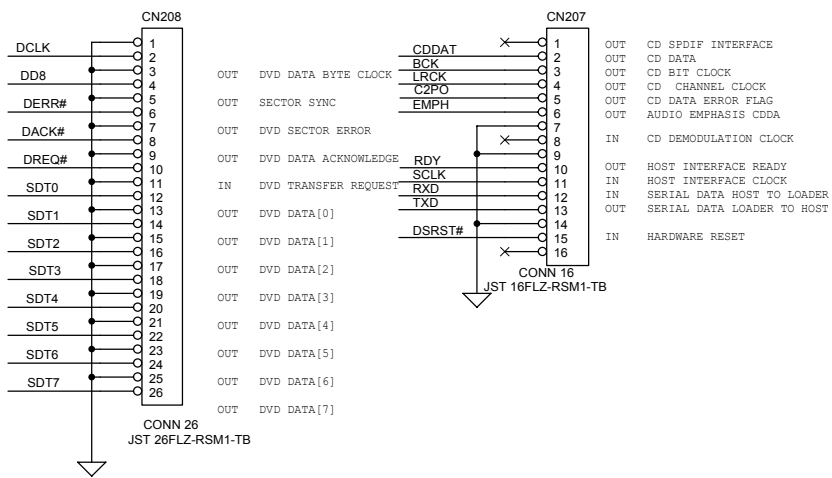 CN208
DCLK
DD8
DERR#
DACK#
DREQ#
SDT0
SDT1
SDT2
SDT3
SDT4
SDT5
SDT6
SDT7
1
2
3
4
5
6
7
8
9
10
11
12
13
14
15
16
17
18
19
20
21
22
23
24
25
26
OUT DVD DATA BYTE CLOCK
OUT SECTOR SYNC
OUT DVD SECTOR ERROR
OUT DVD DATA ACKNOWLEDGE
IN DVD TRANSFER REQUEST
OUT DVD DATA[0]
OUT DVD DATA[1]
OUT DVD DATA[2]
OUT DVD DATA[3]
OUT DVD DATA[4]
OUT DVD DATA[5]
OUT DVD DATA[6]
OUT DVD DATA[7]
CONN 26
JST 26FLZ-RSM1-TB
CN207
CDDAT
BCK
LRCK
C2PO
EMPH
RDY
SCLK
RXD
TXD
DSRST#
1
2
3
4
5
6
7
8
9
10
11
12
13
14
15
16
OUT CD SPDIF INTERFACE
OUT CD DATA
OUT CD BIT CLOCK
OUT CD CHANNEL CLOCK
OUT CD DATA ERROR FLAG
OUT AUDIO EMPHASIS CDDA
IN CD DEMODULATION CLOCK
OUT HOST INTERFACE READY
IN HOST INTERFACE CLOCK
IN SERIAL DATA HOST TO LOADER
OUT SERIAL DATA LOADER TO HOST
IN HARDWARE RESET
CONN 16
JST 16FLZ-RSM1-TB